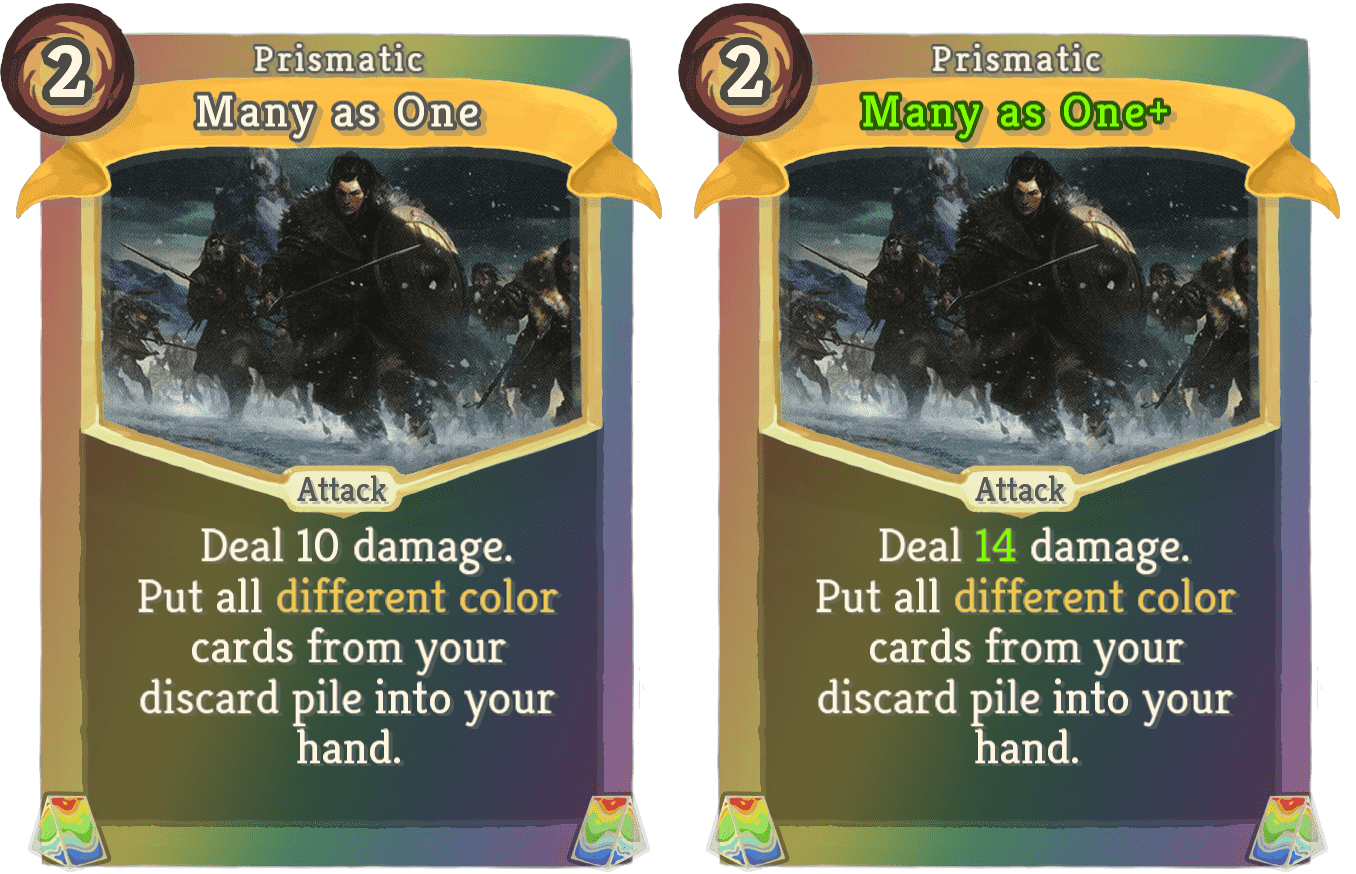 2
Prismatic
Many as One
Attack
Deal 10 damage.
Put all different color
cards from your
discard pile into your
hand.
2
Prismatic
Many as One+
Attack
Deal 14 damage.
Put all different color
cards from your
discard pile into your
hand.